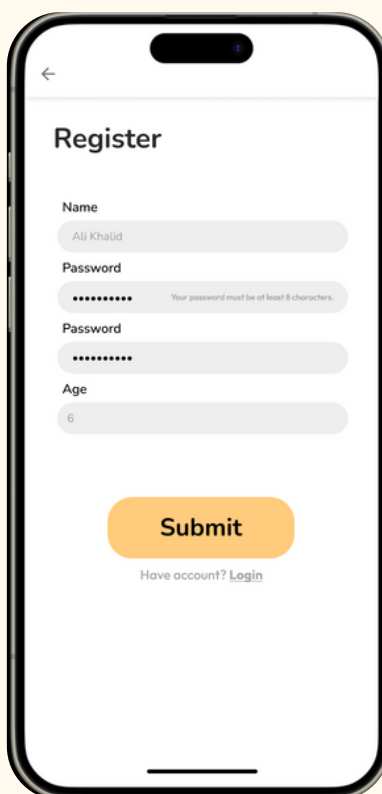 Register
Name
Ali Khalid
Password
•••••••••• Your password must be at least 8 characters.
Password
••••••••••
Age
6
Submit
Have account? Login